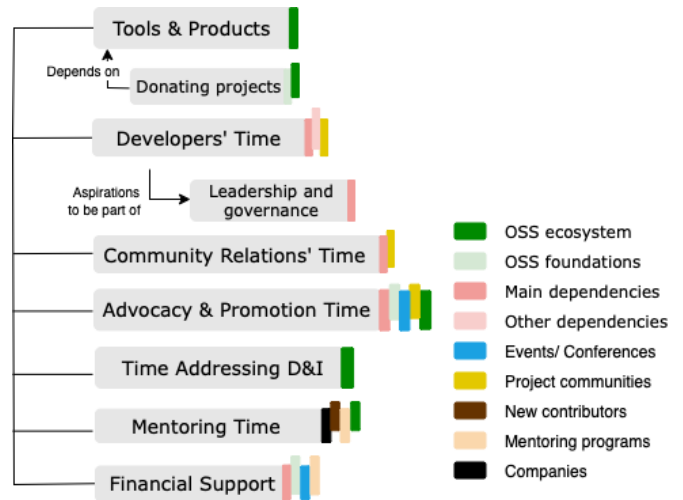 Tools & Products
Depends on
Donating projects
Developers' Time
Aspirations
to be part of
Leadership and
governance
Community Relations' Time
Advocacy & Promotion Time
Time Addressing D&I
Mentoring Time
Financial Support
OSS ecosystem
OSS foundations
Main dependencies
Other dependencies
Events/ Conferences
Project communities
New contributors
Mentoring programs
Companies